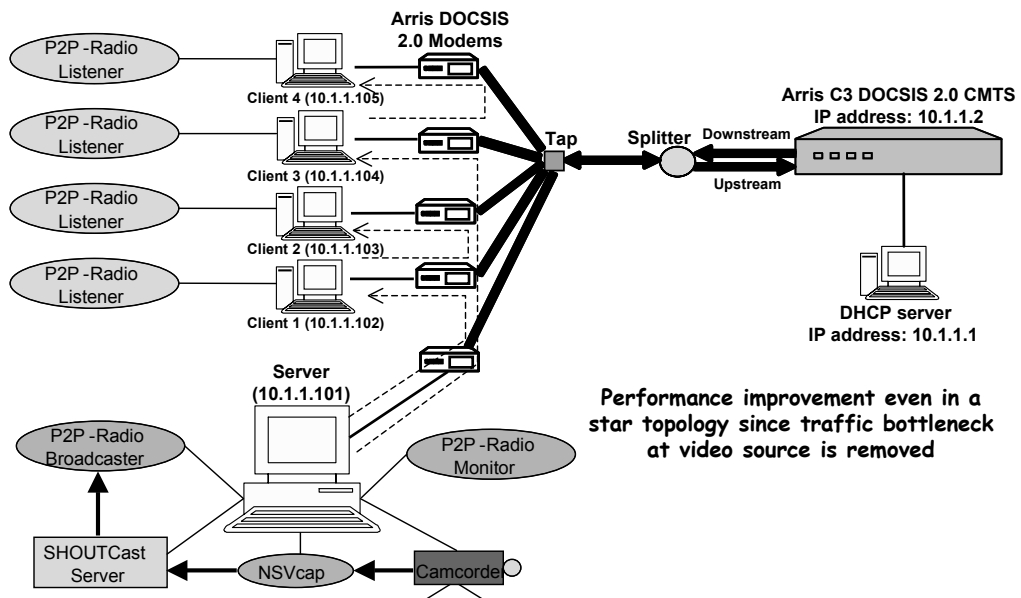 Arris DOCSIS
2.0 Modems
P2P -Radio
Listener
Client 4 (10.1.1.105)
P2P -Radio
Listener
Client 3 (10.1.1.104)
P2P -Radio
Listener
Client 2 (10.1.1.103)
P2P -Radio
Listener
Client 1 (10.1.1.102)
Tap
Splitter
Downstream
Upstream
Arris C3 DOCSIS 2.0 CMTS
IP address: 10.1.1.2
DHCP server
IP address: 10.1.1.1
Server
(10.1.1.101)
P2P -Radio
Broadcaster
P2P -Radio
Monitor
SHOUTCast
Server
NSVcap
Camcorder
Performance improvement even in a
star topology since traffic bottleneck
at video source is removed